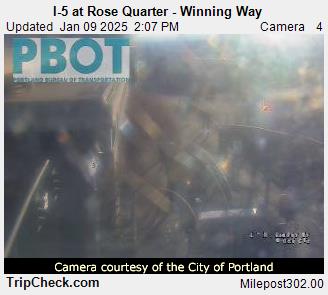 I-5 at Rose Quarter - Winning Way
Updated Jan 09 2025 2:07 PM Camera 4
PBOT
PORTLAND BUREAU OF TRANSPORTATION
Camera courtesy of the City of Portland
TripCheck.com Milepost302.00